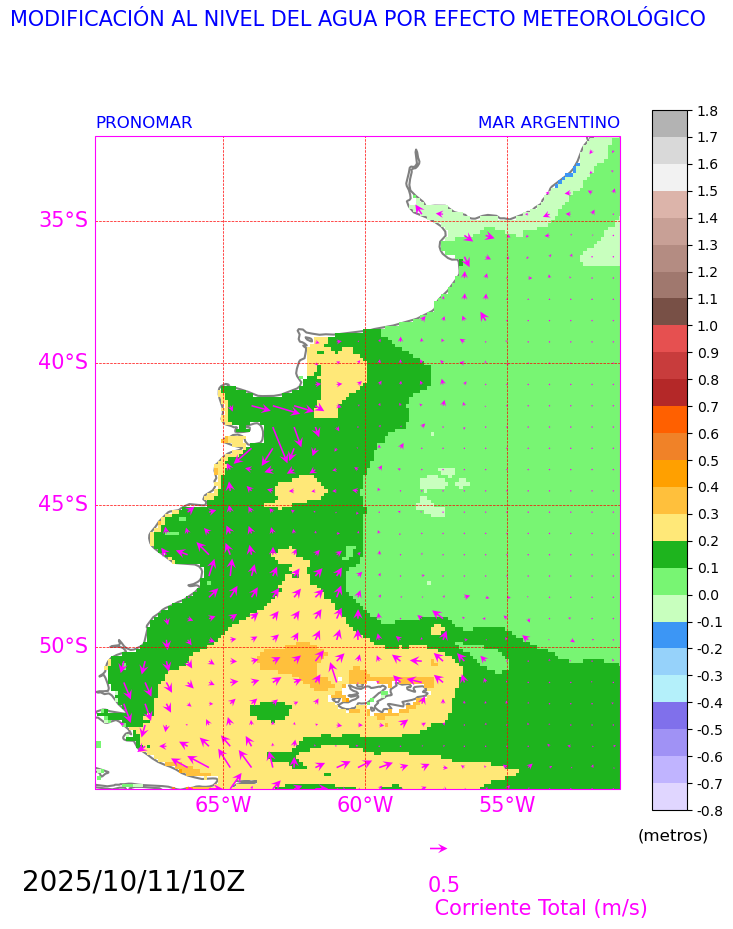 MODIFICACIÓN AL NIVEL DEL AGUA POR EFECTO METEOROLÓGICO
PRONOMAR MAR ARGENTINO
1.8
1.7
1.6
1.5
1.4
1.3
1.2
1.1
1.0
0.9
0.8
0.7
0.6
0.5
0.4
0.3
0.2
0.1
0.0
-0.1
-0.2
-0.3
-0.4
-0.5
-0.6
-0.7
-0.8
(metros)
35°S
40°S
45°S
50°S
65°W 60°W 55°W
2025/10/11/10Z
0.5
Corriente Total (m/s)